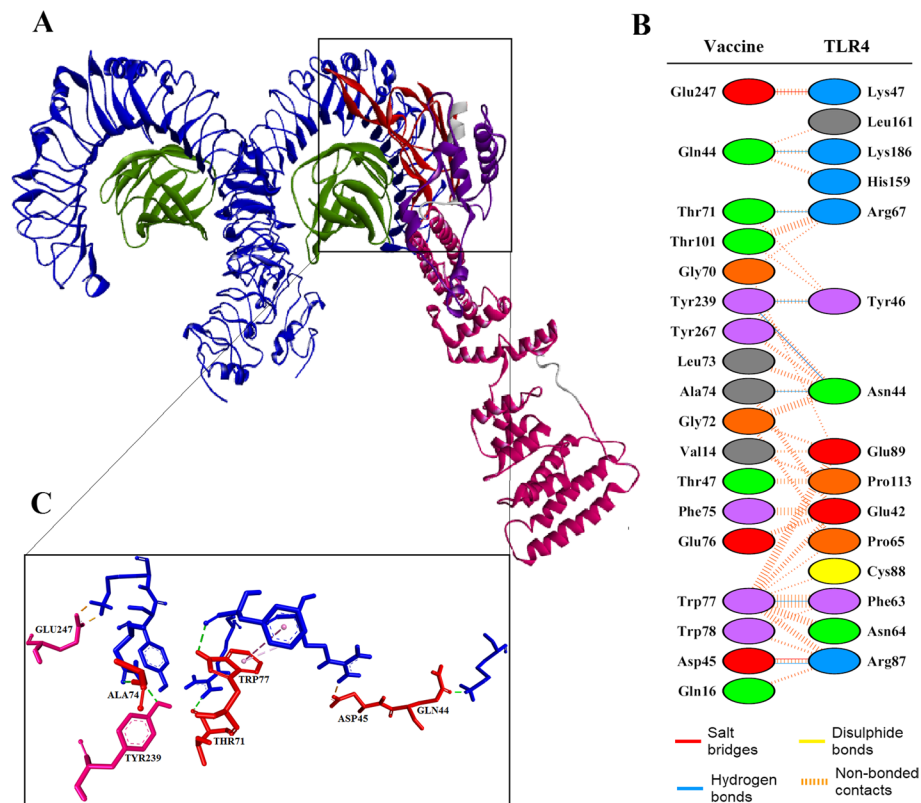 A
B
Vaccine TLR4
Glu247 Lys47
Leu161
Gln44 Lys186
His159
Thr71 Arg67
Thr101
Gly70
Tyr239 Tyr46
Tyr267
Leu73
Ala74 Asn44
Gly72
Val14 Glu89
Thr47 Pro113
Phe75 Glu42
Glu76 Pro65
Cys88
Trp77 Phe63
Trp78 Asn64
Asp45 Arg87
Gln16
Salt bridges
Disulphide bonds
Hydrogen bonds
Non-bonded contacts
C
GLU247
ALA74
TYR239
TRP77
THR71
ASP45
GLN44